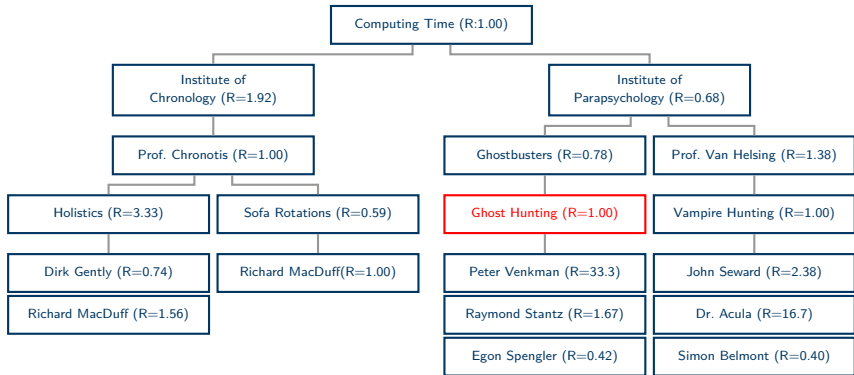 Computing Time (R:1.00)
Institute of
Chronology (R=1.92)
Institute of
Parapsychology (R=0.68)
Prof. Chronotis (R=1.00)
Ghostbusters (R=0.78)
Prof. Van Helsing (R=1.38)
Holistics (R=3.33)
Sofa Rotations (R=0.59)
Ghost Hunting (R=1.00)
Vampire Hunting (R=1.00)
Dirk Gently (R=0.74)
Richard MacDuff(R=1.00)
Peter Venkman (R=33.3)
John Seward (R=2.38)
Richard MacDuff (R=1.56)
Raymond Stantz (R=1.67)
Dr. Acula (R=16.7)
Egon Spengler (R=0.42)
Simon Belmont (R=0.40)